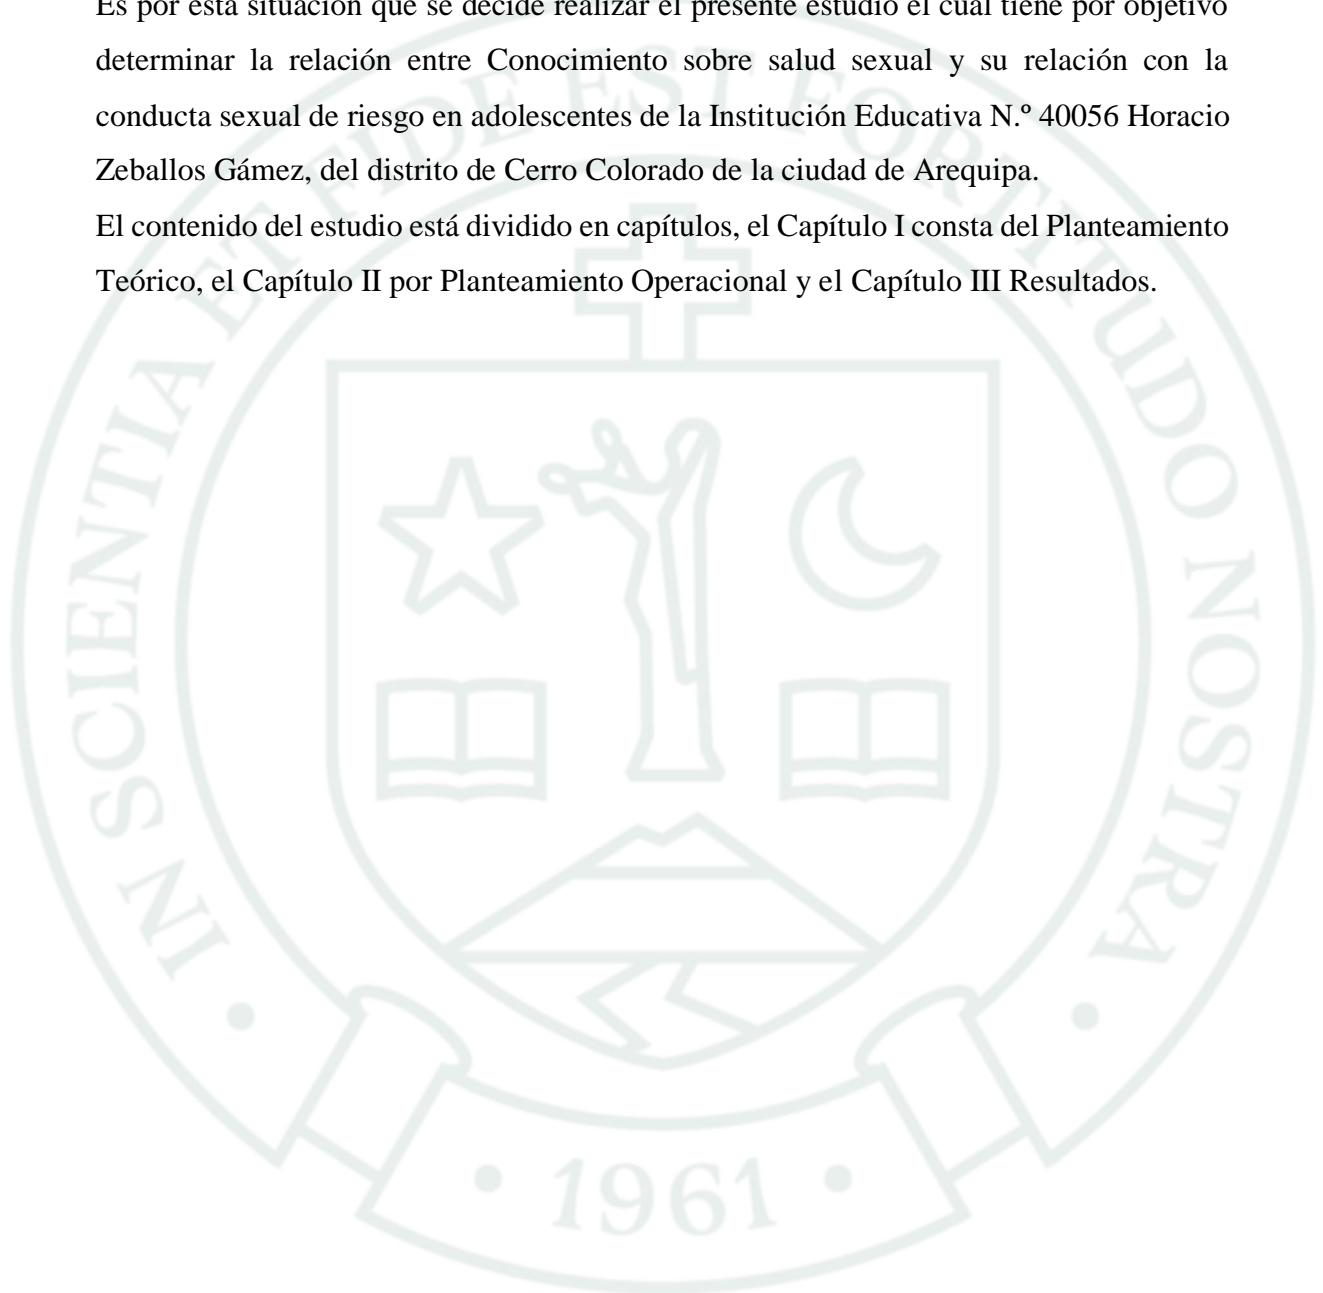 Es por esta situación que se decide realizar el presente estudio el cual tiene por objetivo
determinar la relación entre Conocimiento sobre salud sexual y su relación con la
conducta sexual de riesgo en adolescentes de la Institución Educativa N.º 40056 Horacio
Zeballos Gámez, del distrito de Cerro Colorado de la ciudad de Arequipa.
El contenido del estudio está dividido en capítulos, el Capítulo I consta del Planteamiento
Teórico, el Capítulo II por Planteamiento Operacional y el Capítulo III Resultados.
IN SCIENTIA ET FIDE EST FORTITUDO NOSTRA
• 1961 •